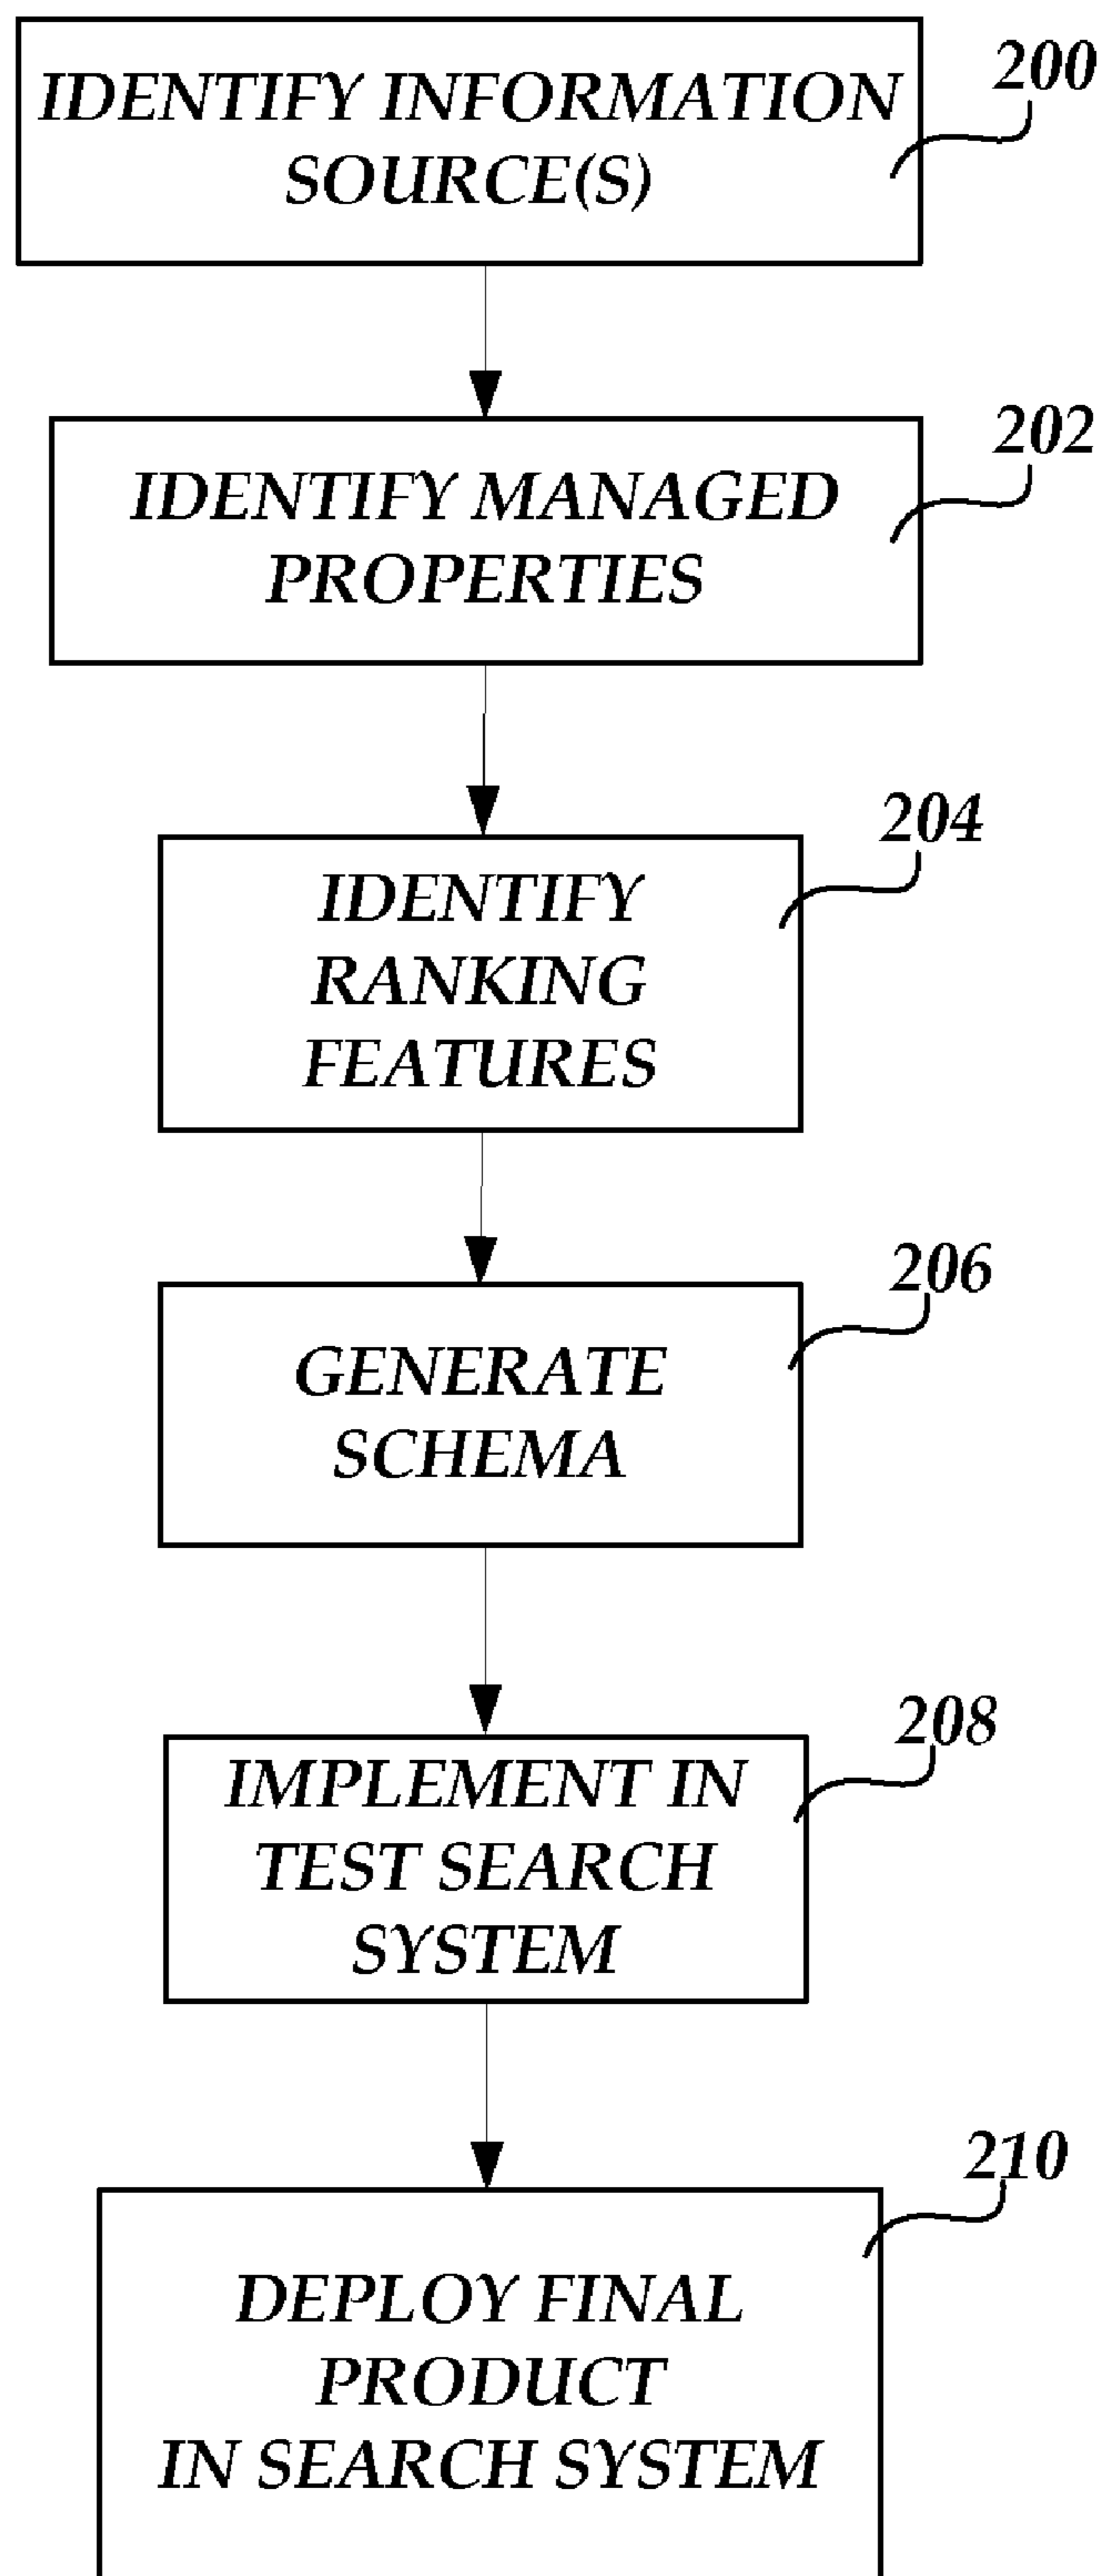 IDENTIFY INFORMATION
SOURCE(S)
200
IDENTIFY MANAGED
PROPERTIES
202
IDENTIFY
RANKING
FEATURES
204
GENERATE
SCHEMA
206
IMPLEMENT IN
TEST SEARCH
SYSTEM
208
DEPLOY FINAL
PRODUCT
IN SEARCH SYSTEM
210